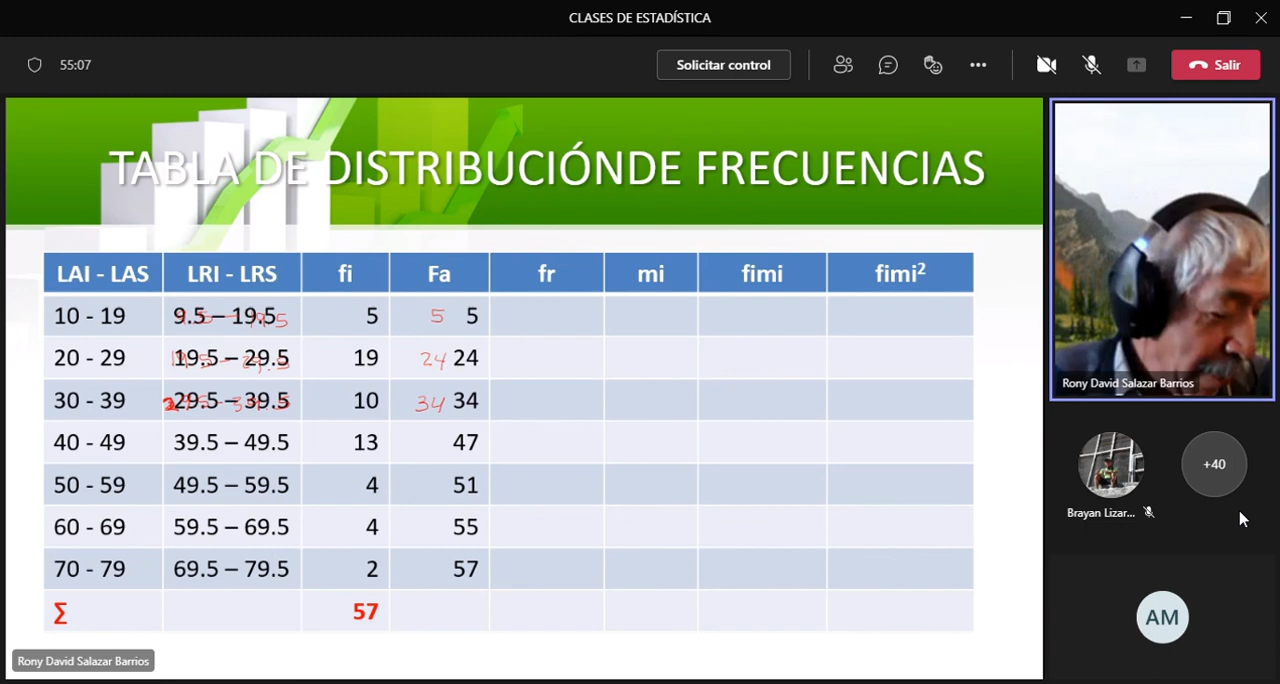 CLASES DE ESTADÍSTICA
55:07 Solicitar control Salir
TABLA DE DISTRIBUCIÓNDE FRECUENCIAS
LAI - LAS LRI - LRS fi Fa fr mi fimi fimi²
10 - 19 9.5 – 19.5 5 5 5
20 - 29 19.5 – 29.5 19 24 24
30 - 39 29.5 – 39.5 10 34 34
40 - 49 39.5 – 49.5 13 47
50 - 59 49.5 – 59.5 4 51
60 - 69 59.5 – 69.5 4 55
70 - 79 69.5 – 79.5 2 57
∑ 57
Rony David Salazar Barrios
Rony David Salazar Barrios
+40
Brayan Lizar...
AM